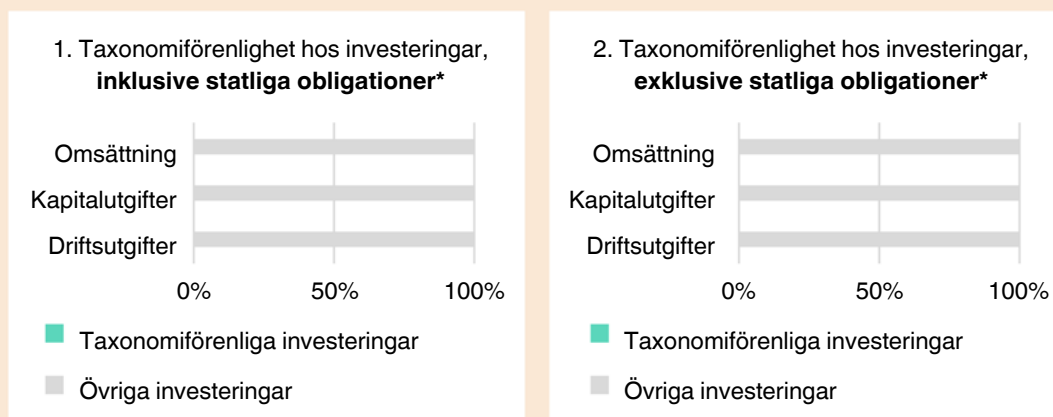 1. Taxonomiförenlighet hos investeringar,
inklusive statliga obligationer*
Omsättning
Kapitalutgifter
Driftsutgifter
0% 50% 100%
Taxonomiförenliga investeringar
Övriga investeringar
2. Taxonomiförenlighet hos investeringar,
exklusive statliga obligationer*
Omsättning
Kapitalutgifter
Driftsutgifter
0% 50% 100%
Taxonomiförenliga investeringar
Övriga investeringar